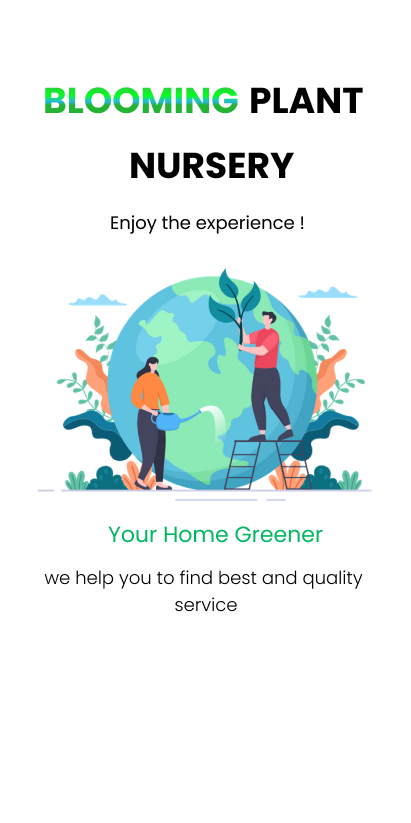 BLOOMING PLANT
NURSERY
Enjoy the experience !
Your Home Greener
we help you to find best and quality
service